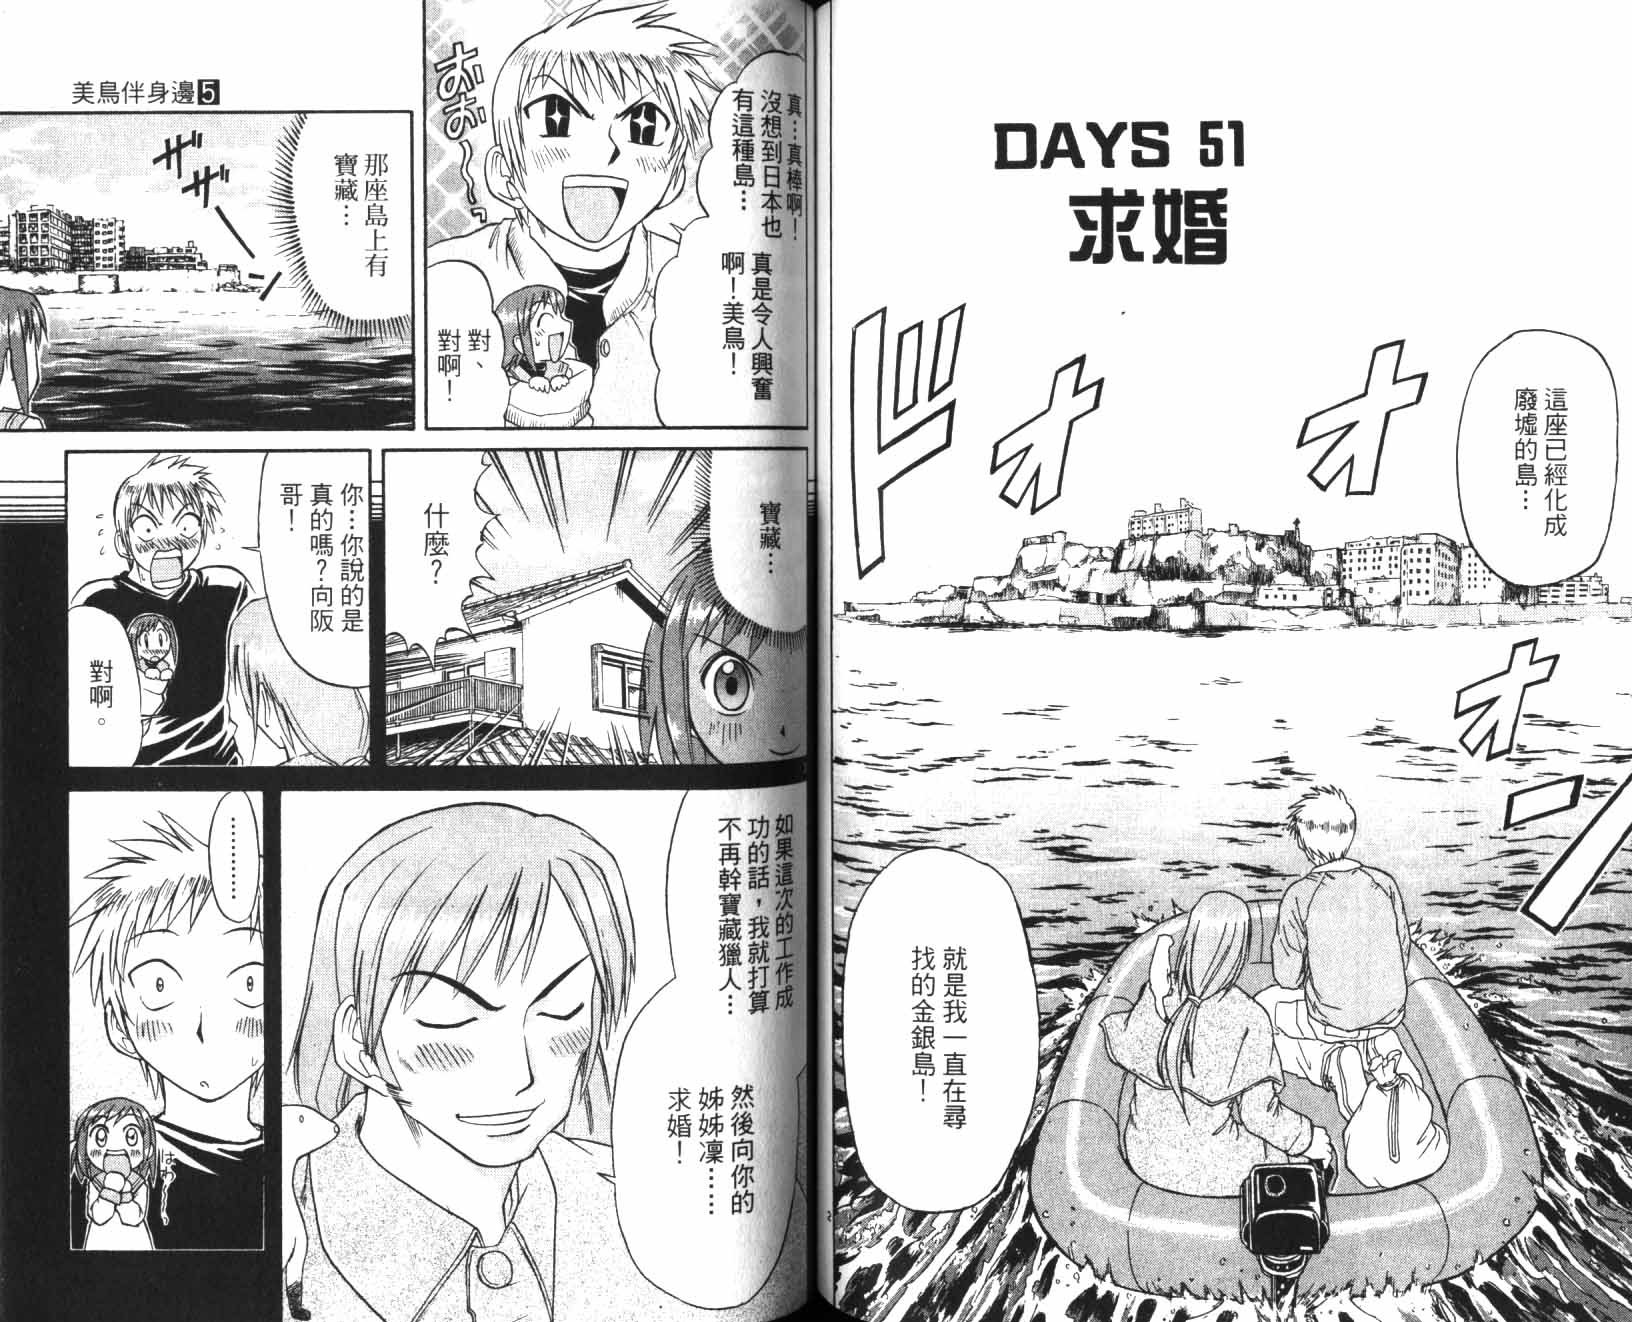 DAYS 51
求婚
這座已經化成
廢墟的島…
ドオオオー
就是我一直在尋
找的金銀島！
真…真棒啊！
沒想到日本也
有這種島…
真是令人興奮
啊！美鳥！
おおお〜〜っ
對、
對啊！
美鳥伴身邊5
那座島上有
寶藏…
ザザ
寶藏…
什麼？
你…你說的是
真的嗎？向阪
哥！
對啊。
如果這次的工作成
功的話，我就打算
不再幹寶藏獵人…
然後向你的
姊姊凜……
求婚！
………
はわわ